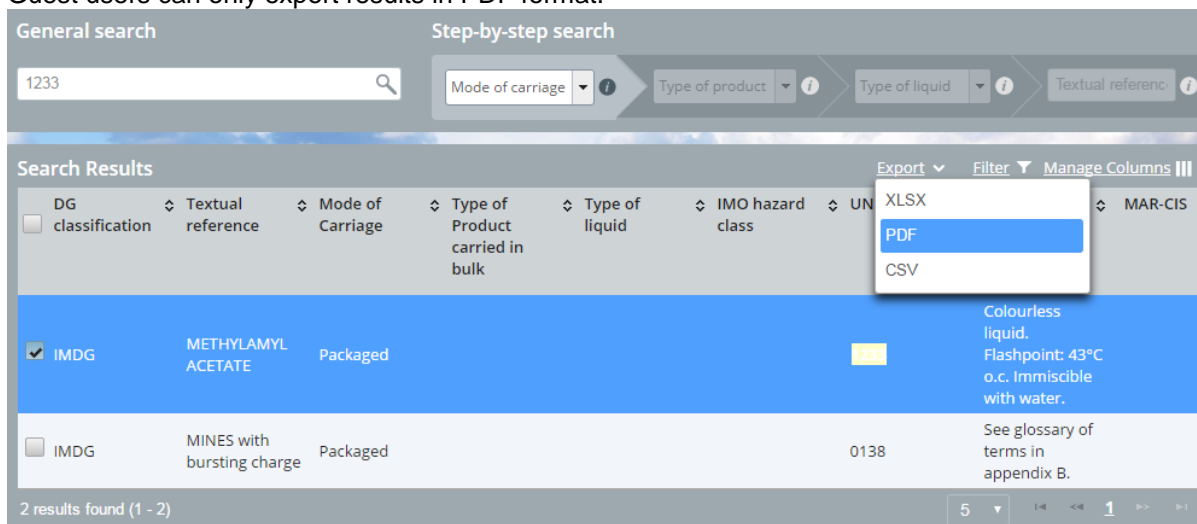 Guest users can only export results in PDF format.
General search
Step-by-step search
1233
Mode of carriage
Type of product
Type of liquid
Textual referenc
Search Results
Export
Filter
Manage Columns
DG classification
Textual reference
Mode of Carriage
Type of Product carried in bulk
Type of liquid
IMO hazard class
UN
MAR-CIS
XLSX
PDF
CSV
IMDG
METHYLAMYL ACETATE
Packaged
1233
Colourless
liquid.
Flashpoint: 43°C
o.c. Immiscible
with water.
IMDG
MINES with
bursting charge
Packaged
0138
See glossary of
terms in
appendix B.
2 results found (1 - 2)
5
1